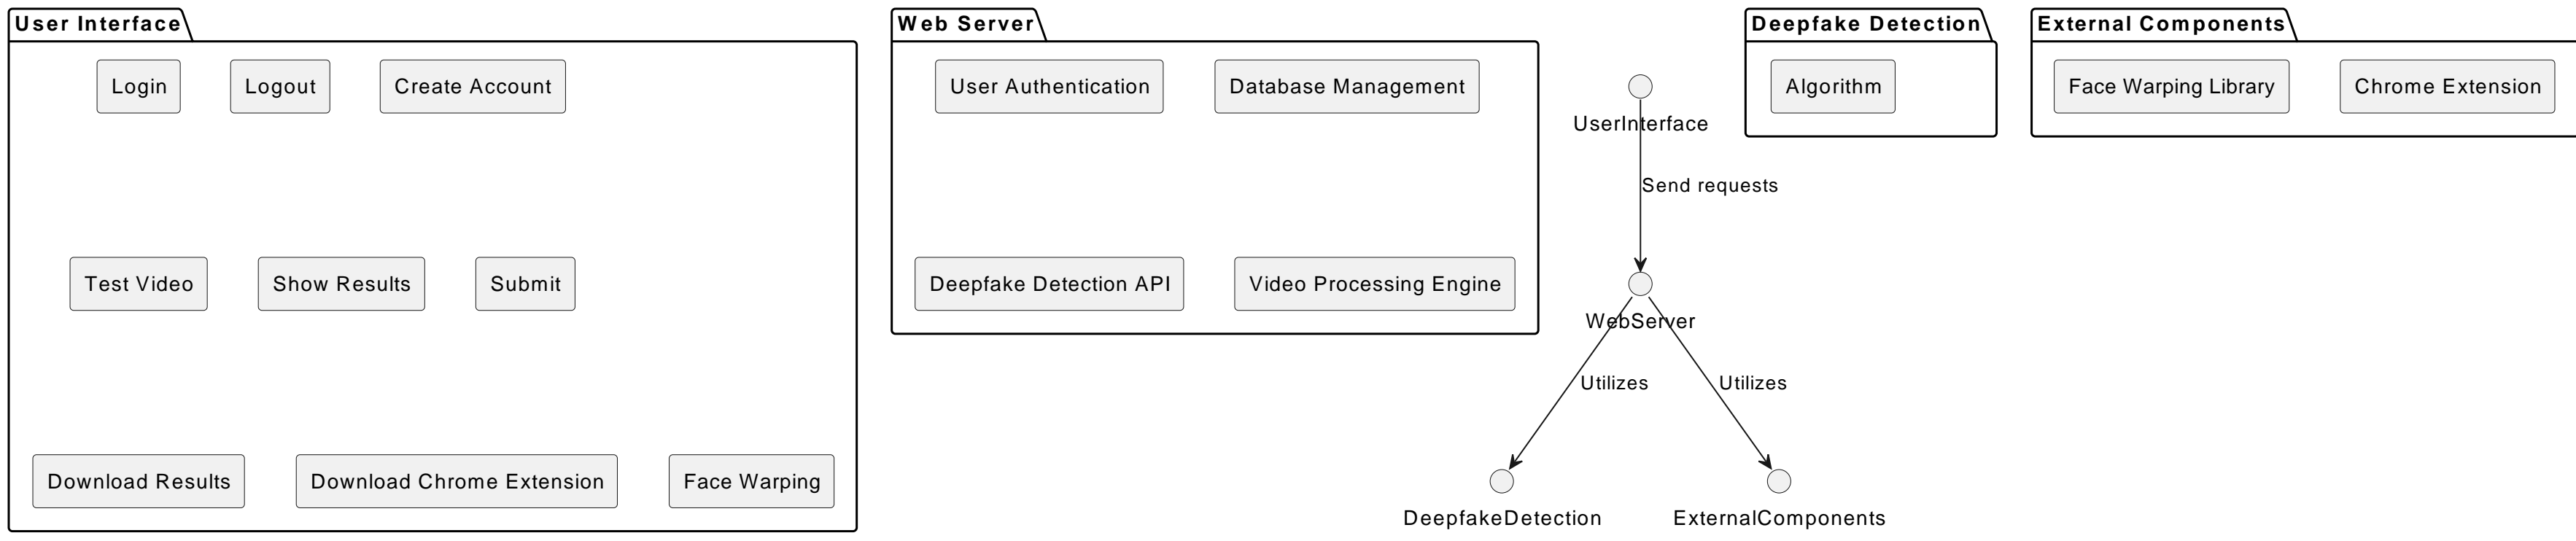 User Interface
Login
Logout
Create Account
Test Video
Show Results
Submit
Download Results
Download Chrome Extension
Face Warping
Web Server
User Authentication
Database Management
Deepfake Detection API
Video Processing Engine
UserInterface
Send requests
WebServer
Utilizes
Utilizes
DeepfakeDetection
ExternalComponents
Deepfake Detection
Algorithm
External Components
Face Warping Library
Chrome Extension